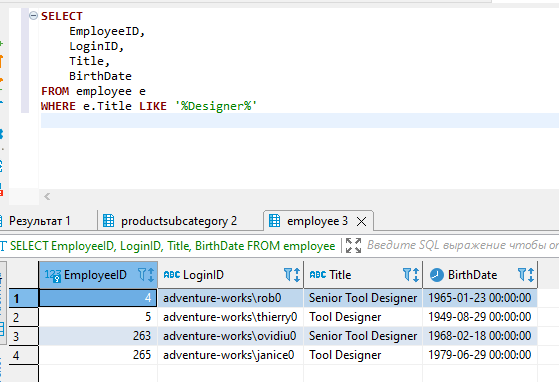 SELECT
EmployeeID,
LoginID,
Title,
BirthDate
FROM employee e
WHERE e.Title LIKE '%Designer%'
Результат 1 productsubcategory 2 employee 3
SELECT EmployeeID, LoginID, Title, BirthDate FROM employee Введите SQL выражение чтобы
123 EmployeeID ABC LoginID ABC Title BirthDate
1 4 adventure-works\rob0 Senior Tool Designer 1965-01-23 00:00:00
2 5 adventure-works\thierry0 Tool Designer 1949-08-29 00:00:00
3 263 adventure-works\ovidiu0 Senior Tool Designer 1968-02-18 00:00:00
4 265 adventure-works\janice0 Tool Designer 1979-06-29 00:00:00